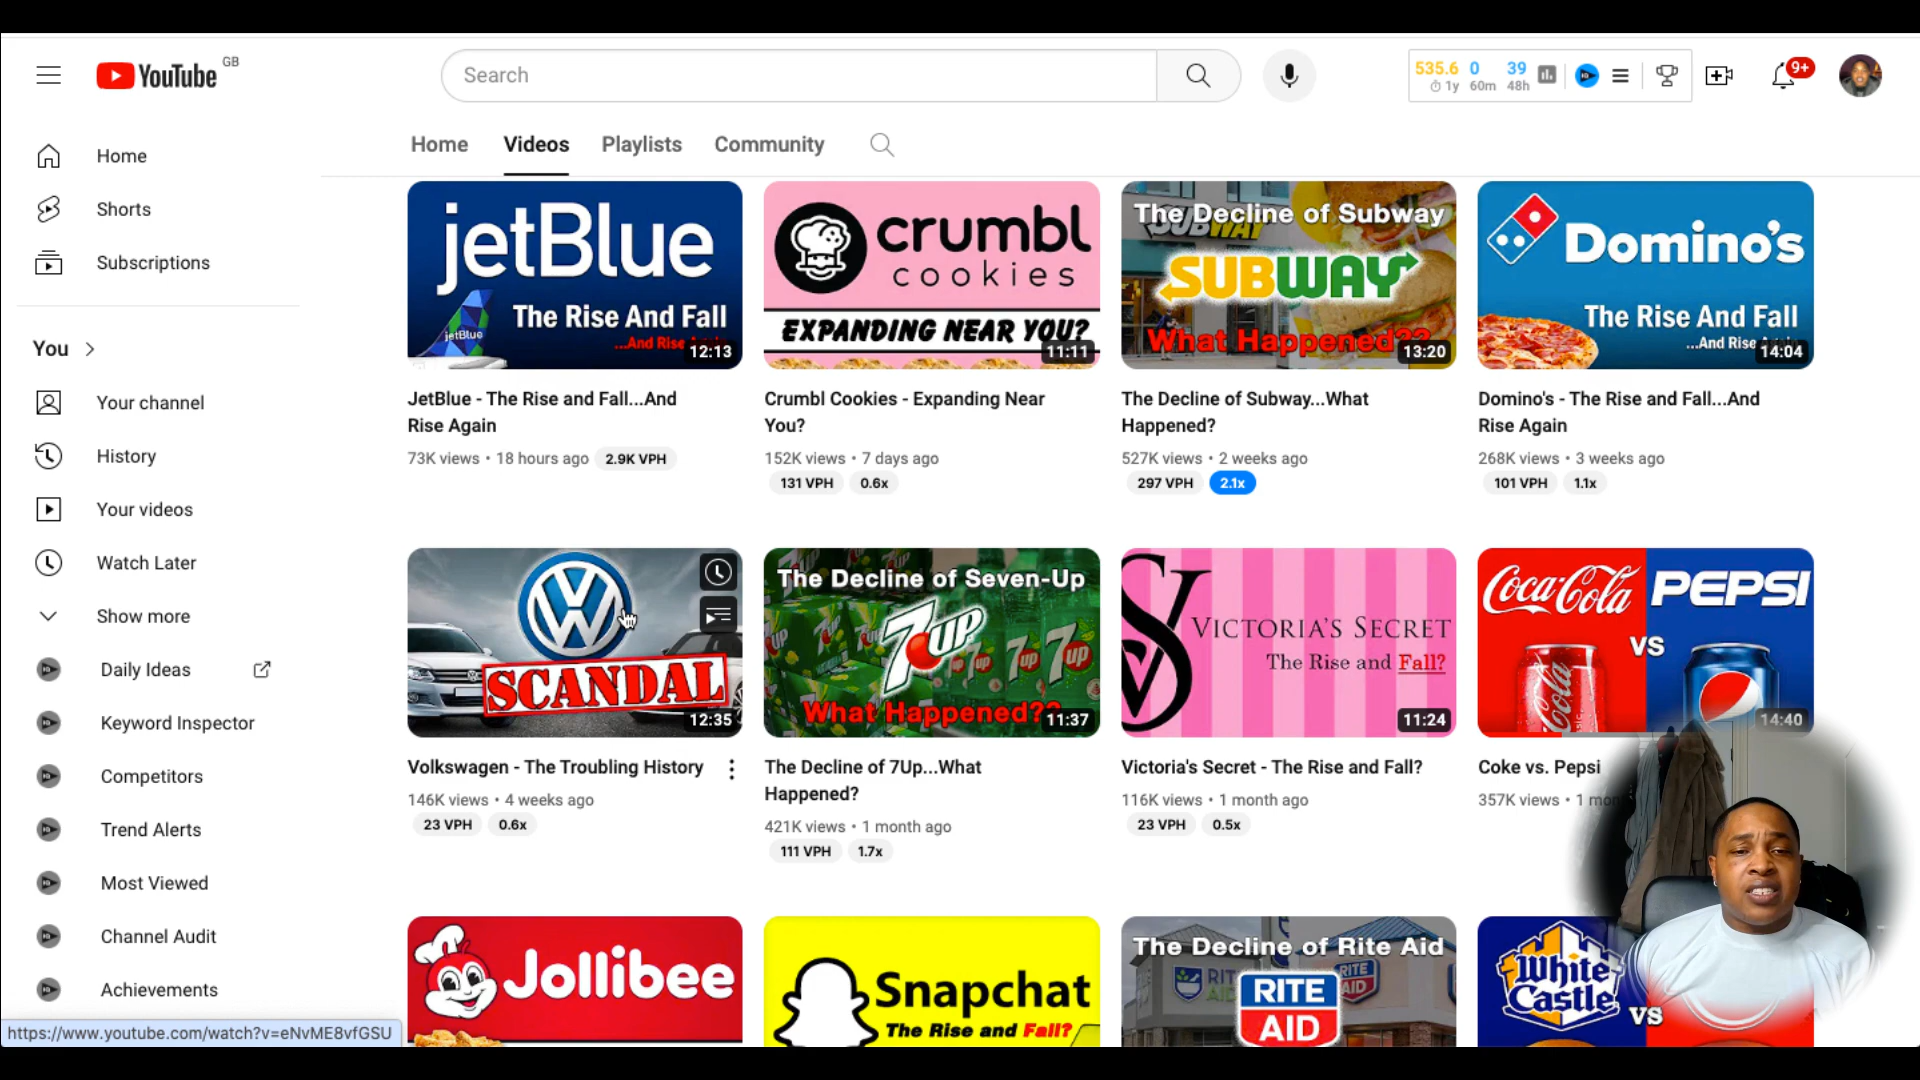 YouTube GB
Search
535.6 0 39
1y 60m 48h
9+
Home
Shorts
Subscriptions
You
Your channel
History
Your videos
Watch Later
Show more
Daily Ideas
Keyword Inspector
Competitors
Trend Alerts
Most Viewed
Channel Audit
Achievements
https://www.youtube.com/watch?v=eNvME8vfGSU
Home Videos Playlists Community
jetBlue
jetBlue
The Rise And Fall
...And Rise
12:13
JetBlue - The Rise and Fall...And
Rise Again
73K views • 18 hours ago 2.9K VPH
crumbl
cookies
EXPANDING NEAR YOU?
11:11
Crumbl Cookies - Expanding Near
You?
152K views • 7 days ago
131 VPH 0.6x
The Decline of Subway
SUBWAY
SUBWAY
What Happened??
13:20
The Decline of Subway...What
Happened?
527K views • 2 weeks ago
297 VPH 2.1x
Domino's
The Rise And Fall
...And Rise
14:04
Domino's - The Rise and Fall...And
Rise Again
268K views • 3 weeks ago
101 VPH 1.1x
SCANDAL
12:35
Volkswagen - The Troubling History
146K views • 4 weeks ago
23 VPH 0.6x
The Decline of Seven-Up
7UP
7up
7up
What Happened??
11:37
The Decline of 7Up...What
Happened?
421K views • 1 month ago
111 VPH 1.7x
VS
VICTORIA'S SECRET
The Rise and Fall?
11:24
Victoria's Secret - The Rise and Fall?
116K views • 1 month ago
23 VPH 0.5x
Coca-Cola PEPSI
VS
14:40
Coke vs. Pepsi
357K views • 1 mon
Jollibee
Snapchat
The Rise and Fall?
The Decline of Rite Aid
RITE
AID
RITE
AID
White
Castle
VS